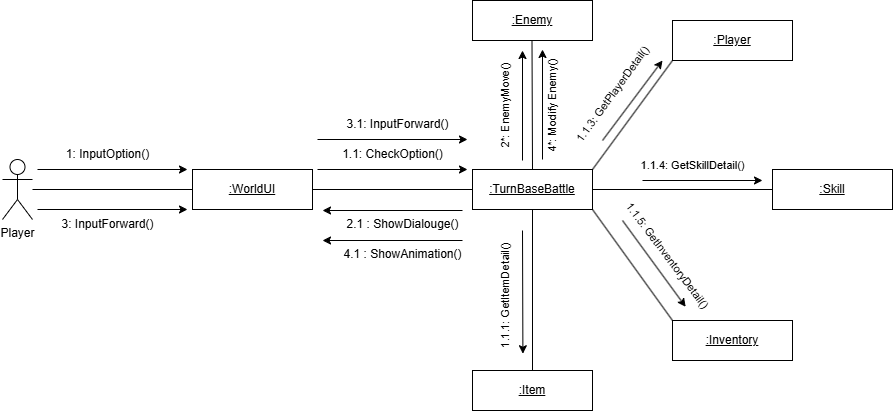 :Enemy
:Player
2*: EnemyMove()
4*: Modify Enemy()
1.1.3: GetPlayerDetail()
3.1: InputForward()
1: InputOption()
1.1: CheckOption()
1.1.4: GetSkillDetail()
:WorldUI
:TurnBaseBattle
:Skill
3: InputForward()
Player
2.1 : ShowDialouge()
4.1 : ShowAnimation()
1.1.1: GetItemDetail()
1.1.5: GetInventoryDetail()
:Inventory
:Item